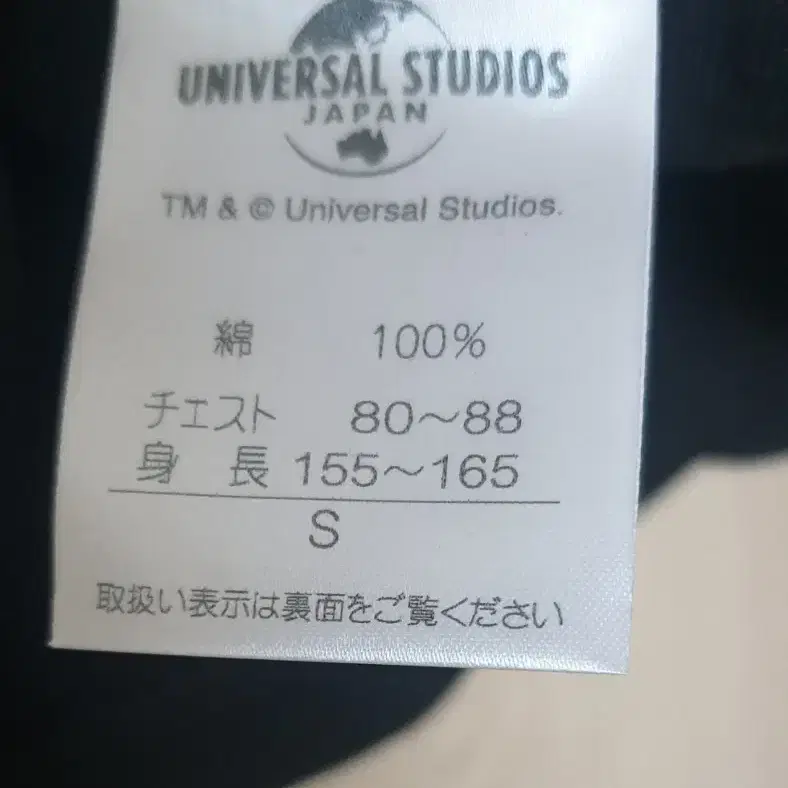 UNIVERSAL STUDIOS
JAPAN
TM & © Universal Studios.
綿 100%
チェスト 80～88
身 長 155～165
S
取扱い表示は裏面をご覧ください